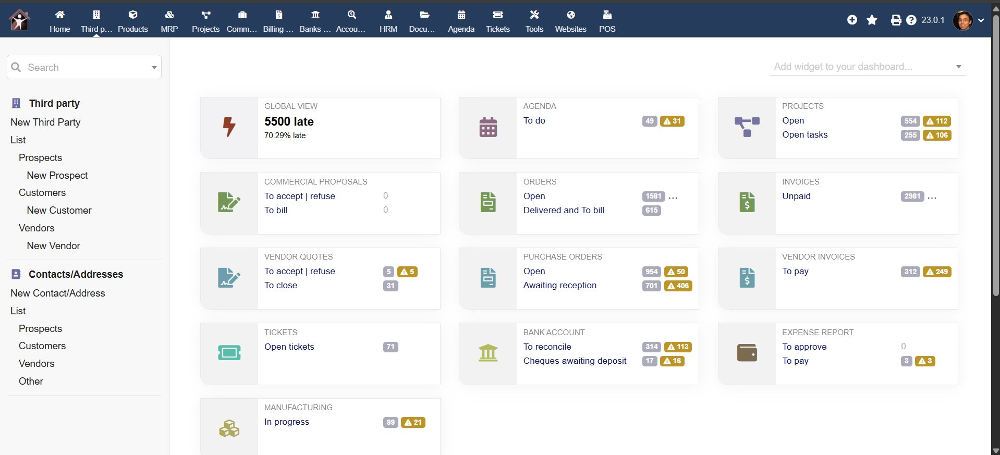 Home
Third p...
Products
MRP
Projects
Comm...
Billing ...
Banks ...
Accou...
HRM
Docu...
Agenda
Tickets
Tools
Websites
POS
23.0.1
Search
Add widget to your dashboard...
Third party
New Third Party
List
Prospects
New Prospect
Customers
New Customer
Vendors
New Vendor
Contacts/Addresses
New Contact/Address
List
Prospects
Customers
Vendors
Other
GLOBAL VIEW
5500 late
70.29% late
AGENDA
To do 49 31
PROJECTS
Open 554 112
Open tasks 255 106
COMMERCIAL PROPOSALS
To accept | refuse 0
To bill 0
ORDERS
Open 1581 ...
Delivered and To bill 615
INVOICES
Unpaid 2981 ...
VENDOR QUOTES
To accept | refuse 5 5
To close 31
PURCHASE ORDERS
Open 954 50
Awaiting reception 701 406
VENDOR INVOICES
To pay 312 249
TICKETS
Open tickets 71
BANK ACCOUNT
To reconcile 314 113
Cheques awaiting deposit 17 16
EXPENSE REPORT
To approve 0
To pay 3 3
MANUFACTURING
In progress 99 21